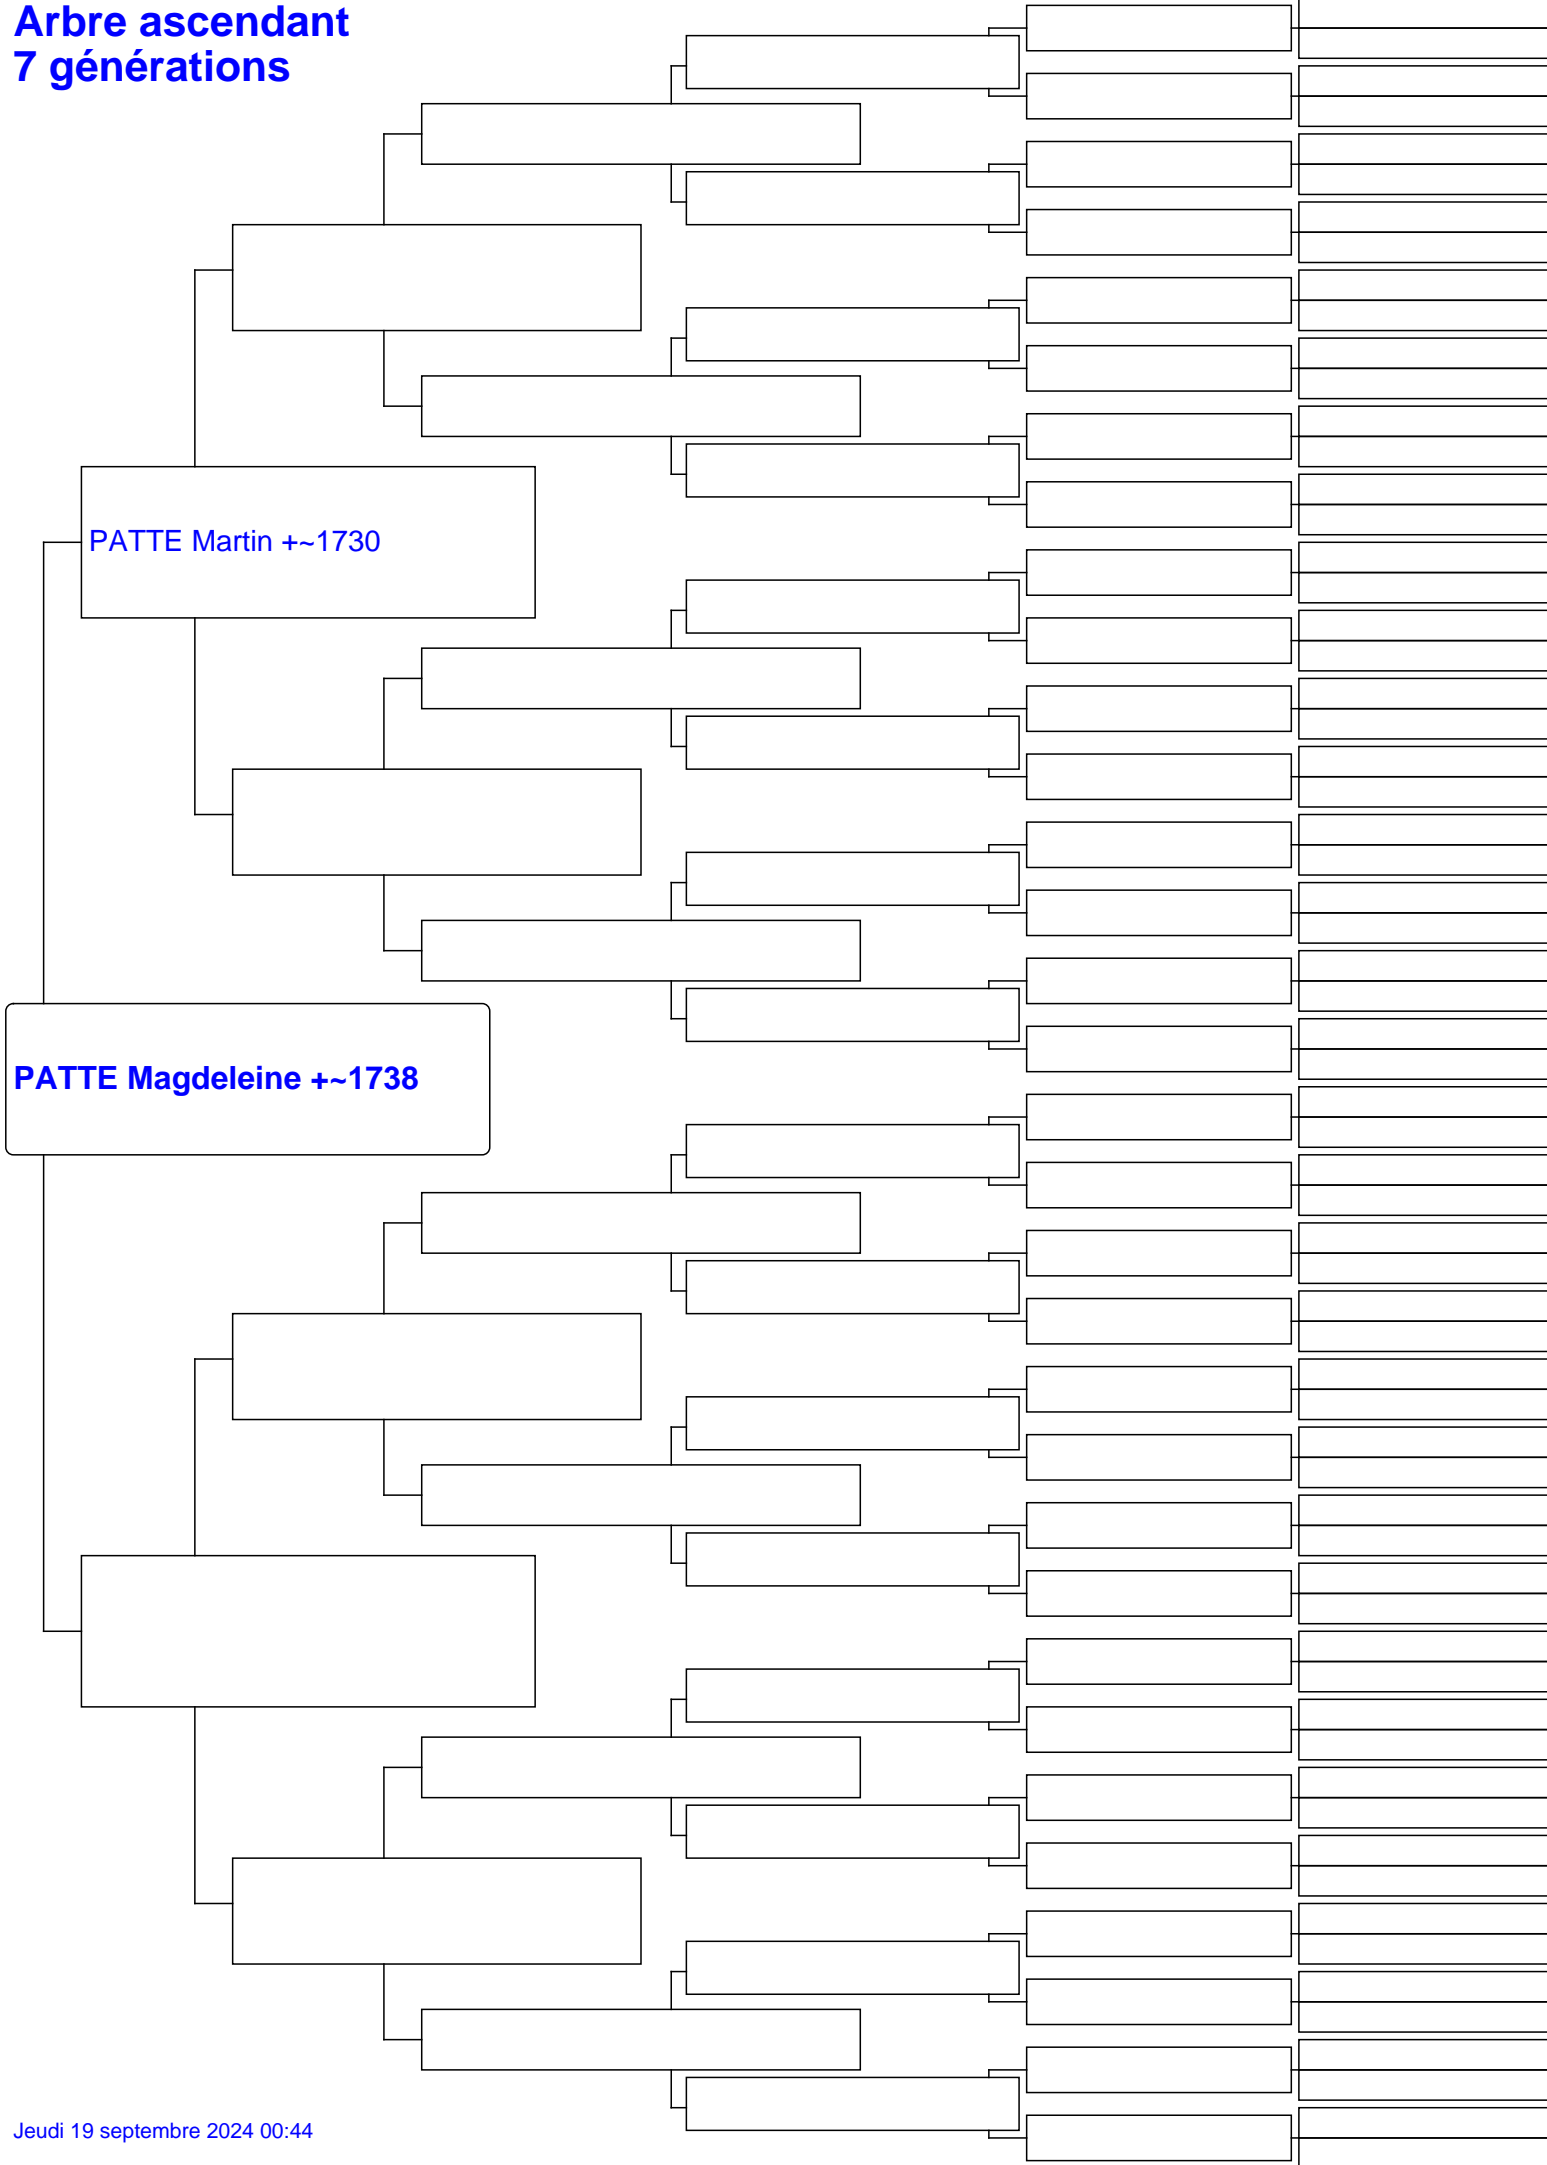 Arbre ascendant
7 générations
PATTE Martin +~1730
PATTE Magdeleine +~1738
Jeudi 19 septembre 2024 00:44